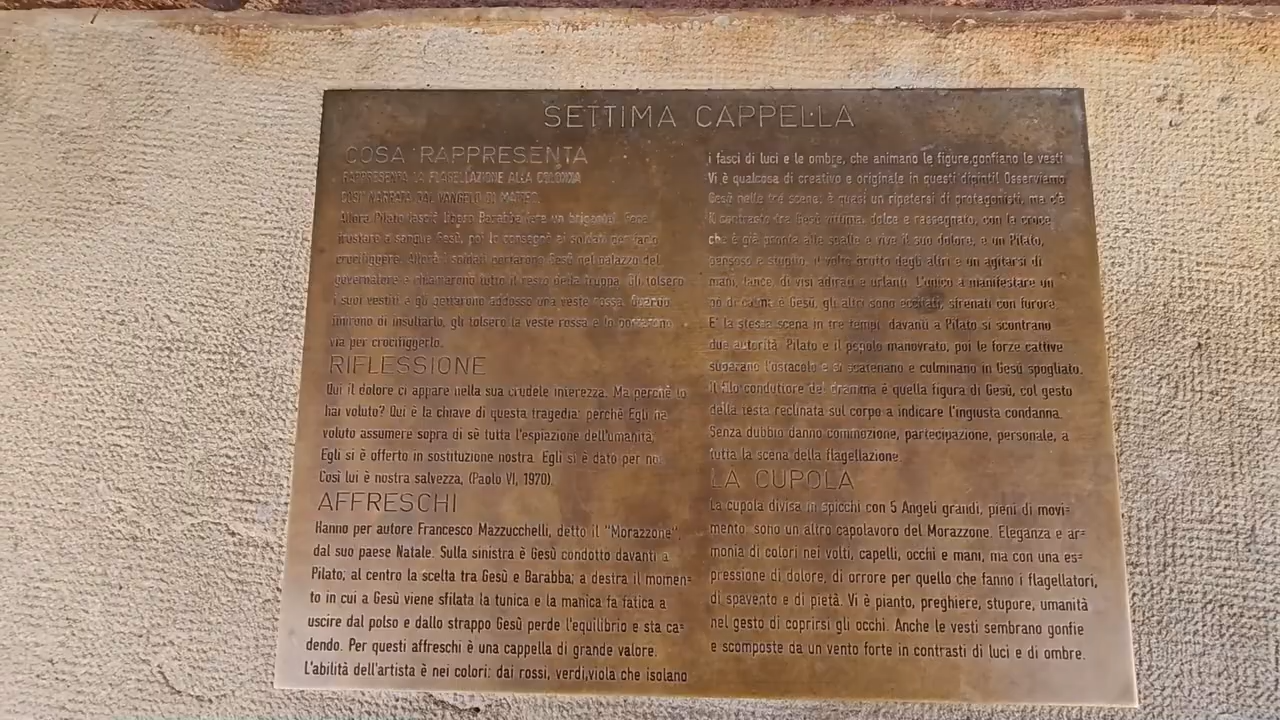 SETTIMA CAPPELLA
COSA RAPPRESENTA
RAPPRESENTA LA FLAGELLAZIONE ALLA COLONNA
COSI' NARRATA DAL VANGELO DI MATTEO
Allora Pilato lasciò libero Barabba (era un brigante). Fece
frustare a sangue Gesù, poi lo consegnò ai soldati per farlo
crocifiggere. Allora i soldati portarono Gesù nel palazzo del
governatore e chiamarono tutto il resto della truppa. Gli tolsero
i suoi vestiti e gli gettarono addosso una veste rossa. Quando
finirono di insultarlo, gli tolsero la veste rossa e lo portarono
via per crocifiggerlo.
RIFLESSIONE
Qui il dolore ci appare nella sua crudele interezza. Ma perchè lo
hai voluto? Qui è la chiave di questa tragedia: perchè Egli ha
voluto assumere sopra di sè tutta l'espiazione dell'umanità,
Egli si è offerto in sostituzione nostra. Egli si è dato per noi.
Così lui è nostra salvezza, (Paolo VI, 1970).
AFFRESCHI
Hanno per autore Francesco Mazzucchelli, detto il "Morazzone",
dal suo paese Natale. Sulla sinistra è Gesù condotto davanti a
Pilato; al centro la scelta tra Gesù e Barabba; a destra il momen=
to in cui a Gesù viene sfilata la tunica e la manica fa fatica a
uscire dal polso e dallo strappo Gesù perde l'equilibrio e sta ca=
dendo. Per questi affreschi è una cappella di grande valore.
L'abilità dell'artista è nei colori: dai rossi, verdi,viola che isolano
i fasci di luci e le ombre, che animano le figure,gonfiano le vesti
Vi è qualcosa di creativo e originale in questi dipinti! Osserviamo
Gesù nelle tre scene, è quasi un ripetersi di protagonisti, ma c'è
il contrasto tra Gesù vittima, dolce e rassegnato, con la croce
che è già pronta alle spalle e vive il suo dolore, e un Pilato,
pensoso e stupito, il volto brutto degli altri e un agitarsi di
mani, lance, di visi adirati e urlanti. L'unico a manifestare un
pò di calma è Gesù, gli altri sono eccitati, sfrenati con furore.
E' la stessa scena in tre tempi: davanti a Pilato si scontrano
due autorità: Pilato e il popolo manovrato, poi le forze cattive
superano l'ostacolo e si scatenano e culminano in Gesù spogliato.
Il filo conduttore del dramma è quella figura di Gesù, col gesto
della testa reclinata sul corpo a indicare l'ingiusta condanna.
Senza dubbio danno commozione, partecipazione, personale, a
tutta la scena della flagellazione.
LA CUPOLA
La cupola divisa in spicchi con 5 Angeli grandi, pieni di movi=
mento, sono un altro capolavoro del Morazzone. Eleganza e ar=
monia di colori nei volti, capelli, occhi e mani, ma con una es=
pressione di dolore, di orrore per quello che fanno i flagellatori,
di spavento e di pietà. Vi è pianto, preghiere, stupore, umanità
nel gesto di coprirsi gli occhi. Anche le vesti sembrano gonfie
e scomposte da un vento forte in contrasti di luci e di ombre.